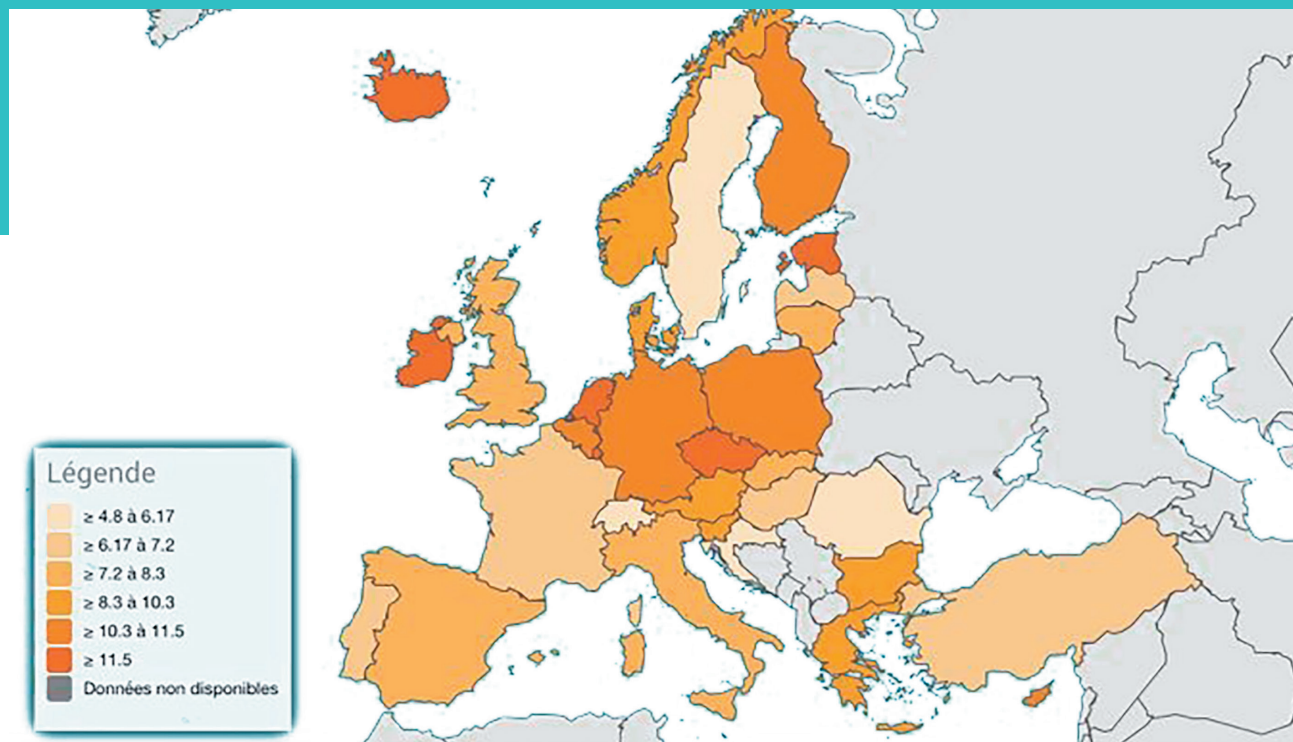 Légende
≥ 4.8 à 6.17
≥ 6.17 à 7.2
≥ 7.2 à 8.3
≥ 8.3 à 10.3
≥ 10.3 à 11.5
≥ 11.5
Données non disponibles